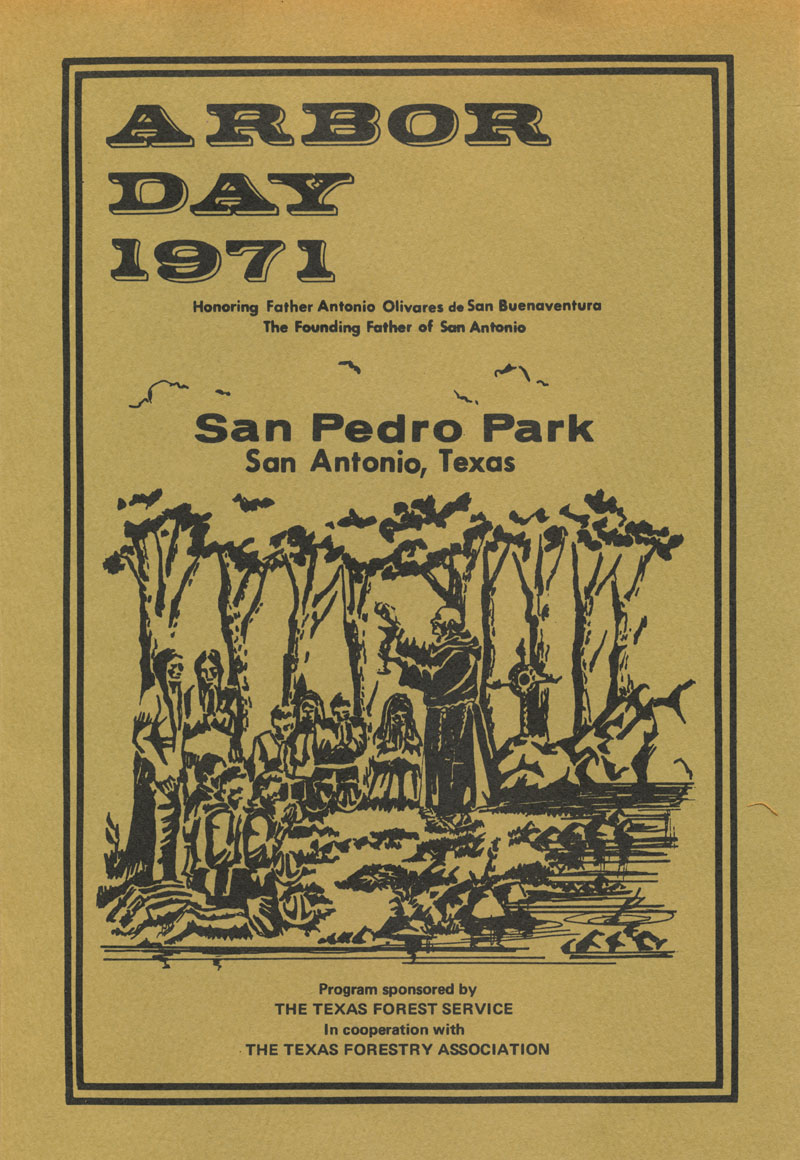 ARBOR
DAY
1971
Honoring Father Antonio Olivares de San Buenaventura
The Founding Father of San Antonio
San Pedro Park
San Antonio, Texas
Program sponsored by
THE TEXAS FOREST SERVICE
In cooperation with
THE TEXAS FORESTRY ASSOCIATION